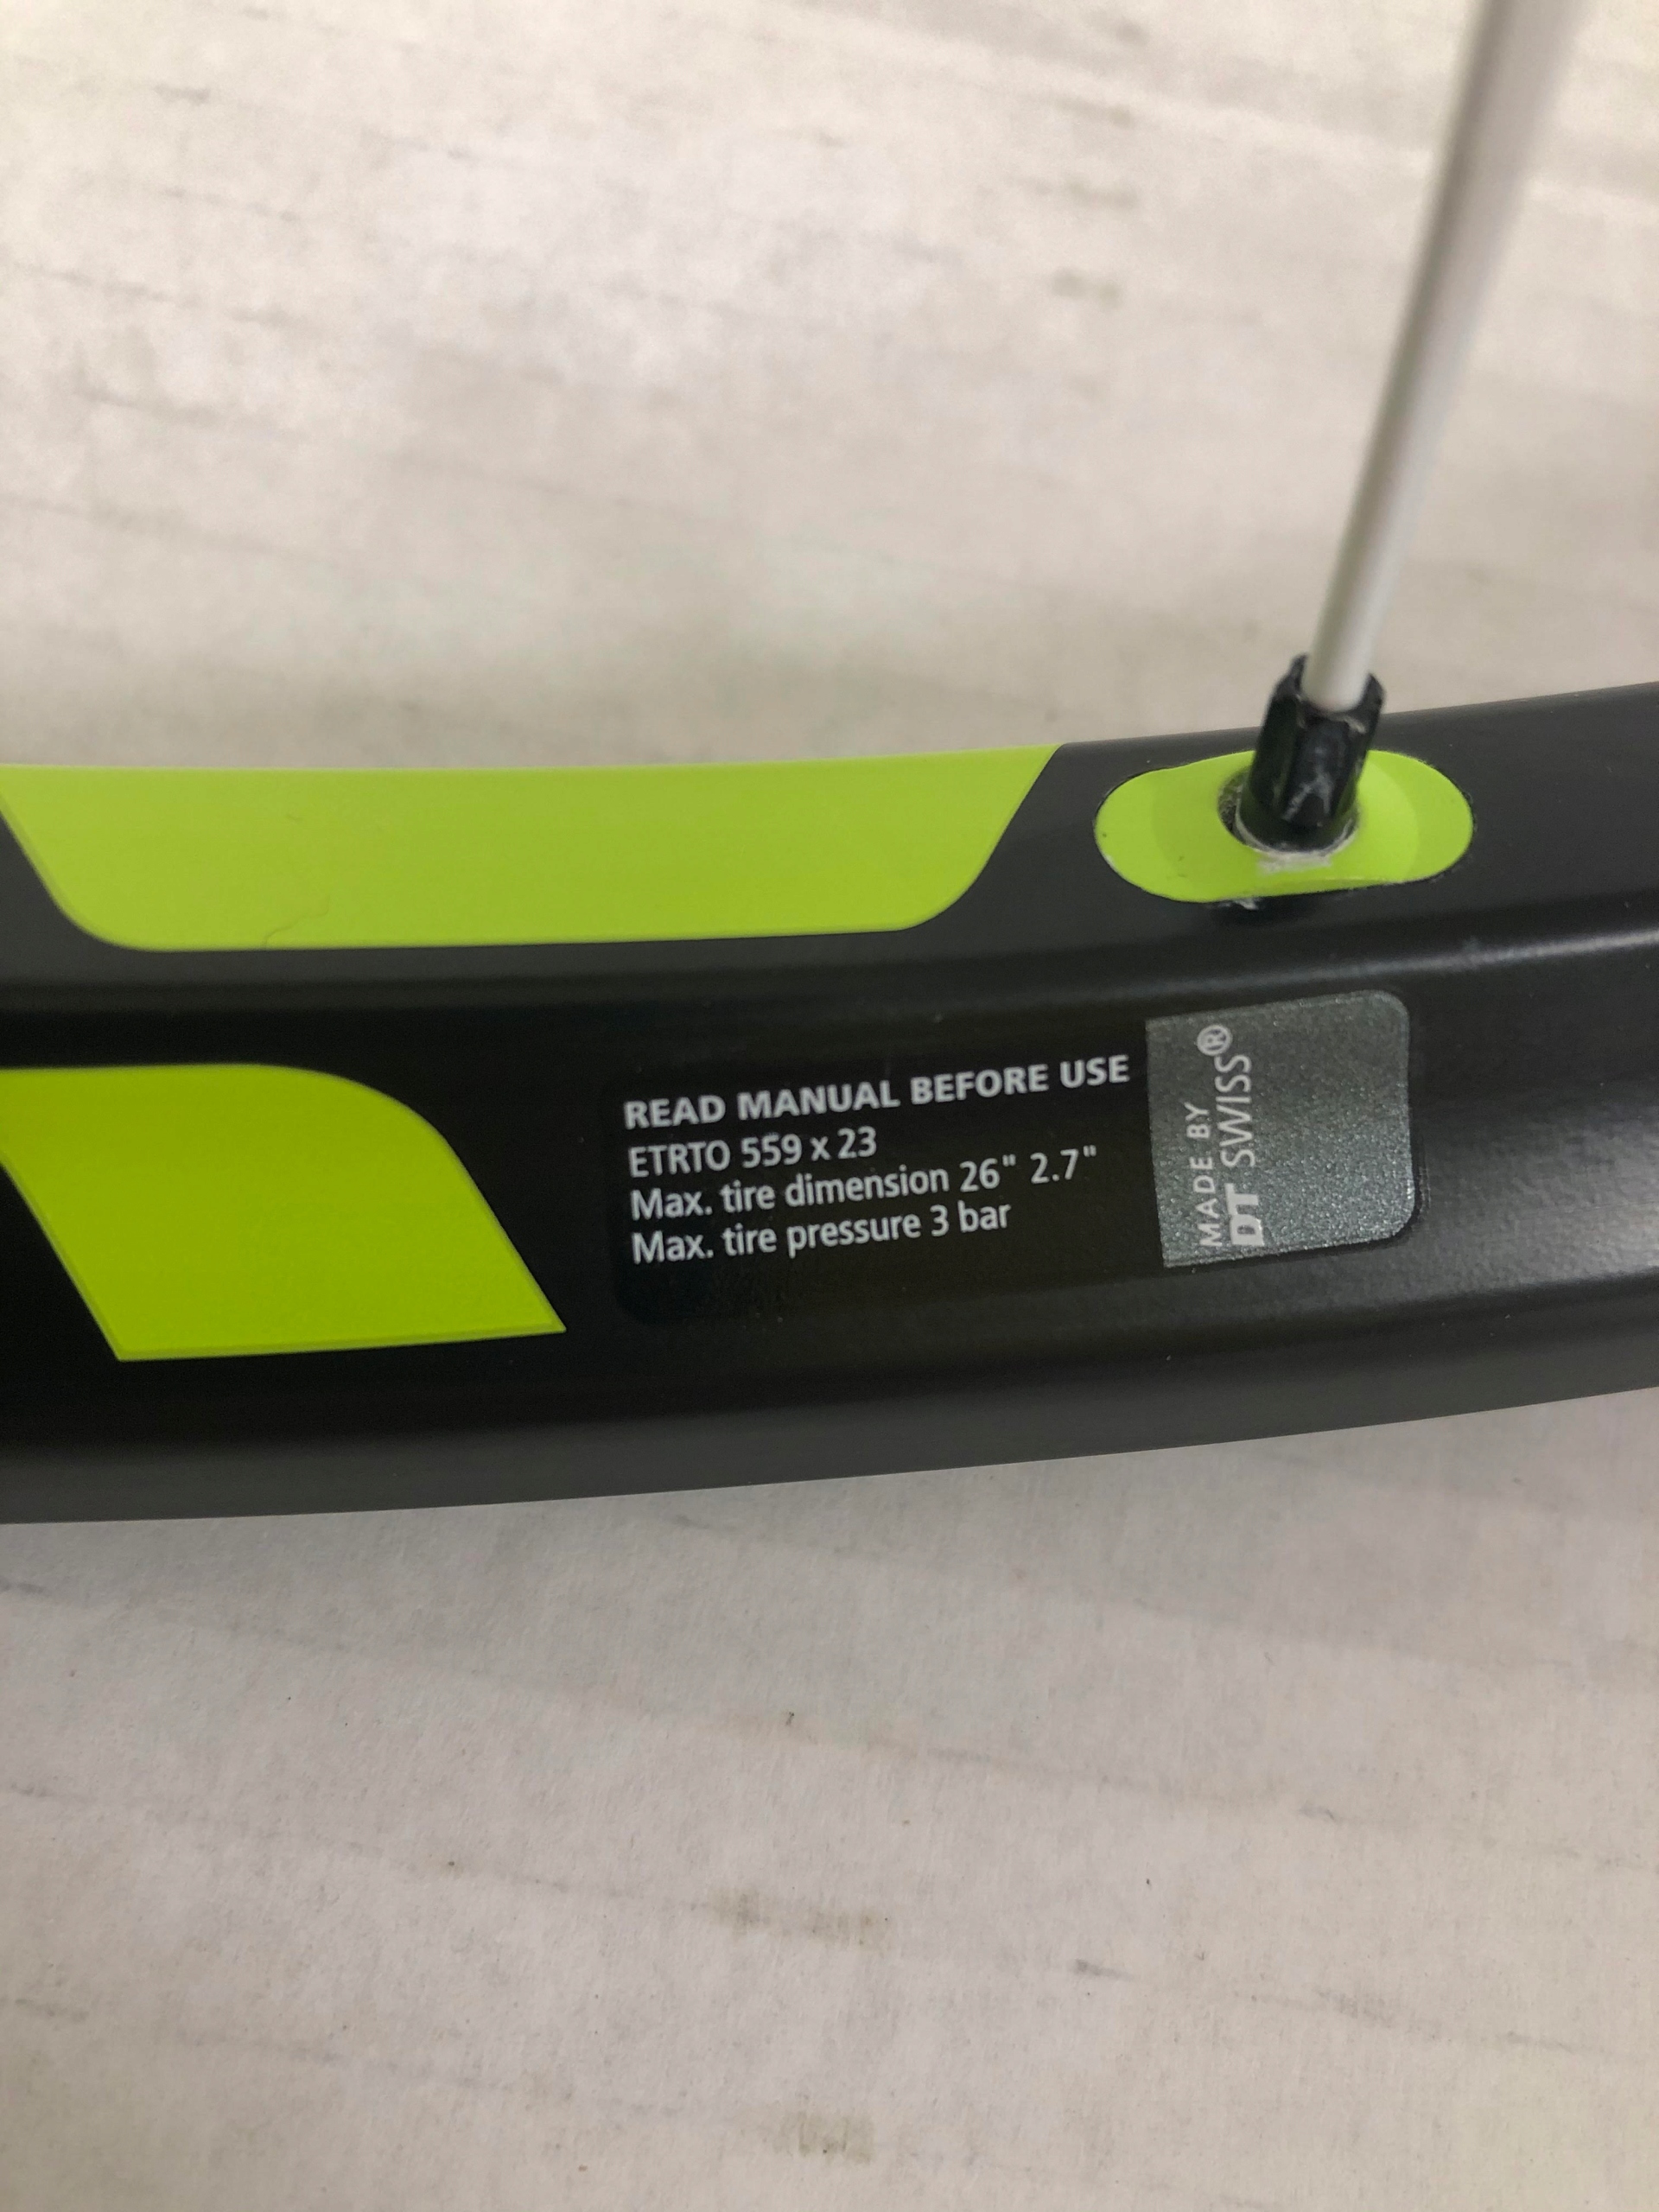 READ MANUAL BEFORE USE
ETRTO 559 x 23
Max. tire dimension 26" 2.7"
Max. tire pressure 3 bar
MADE BY
DT SWISS®